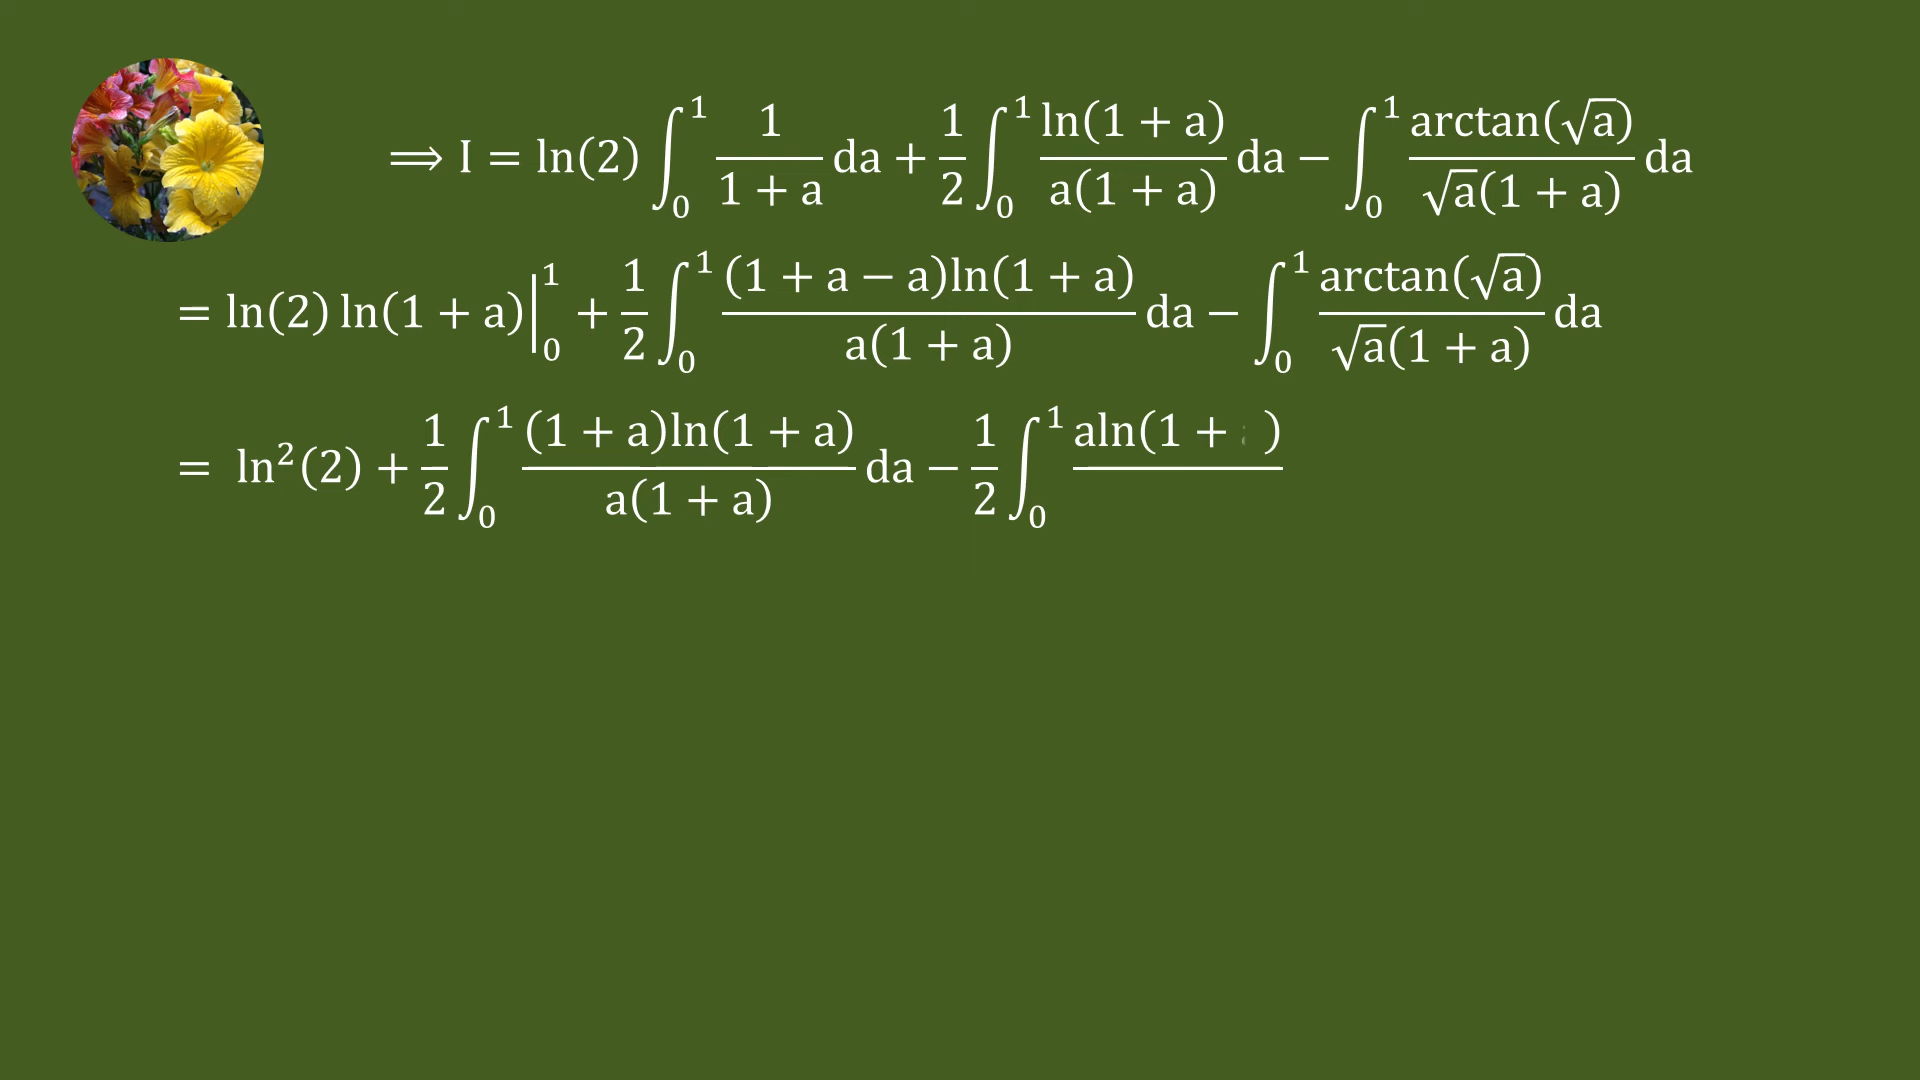 ⟹ I = ln(2) ∫₀¹ 1/(1 + a) da + 1/2 ∫₀¹ ln(1 + a)/(a(1 + a)) da − ∫₀¹ arctan(√a)/(√a(1 + a)) da
= ln(2) ln(1 + a)|₀¹ + 1/2 ∫₀¹ (1 + a − a)ln(1 + a)/(a(1 + a)) da − ∫₀¹ arctan(√a)/(√a(1 + a)) da
= ln²(2) + 1/2 ∫₀¹ (1 + a)ln(1 + a)/(a(1 + a)) da − 1/2 ∫₀¹ aln(1 + )